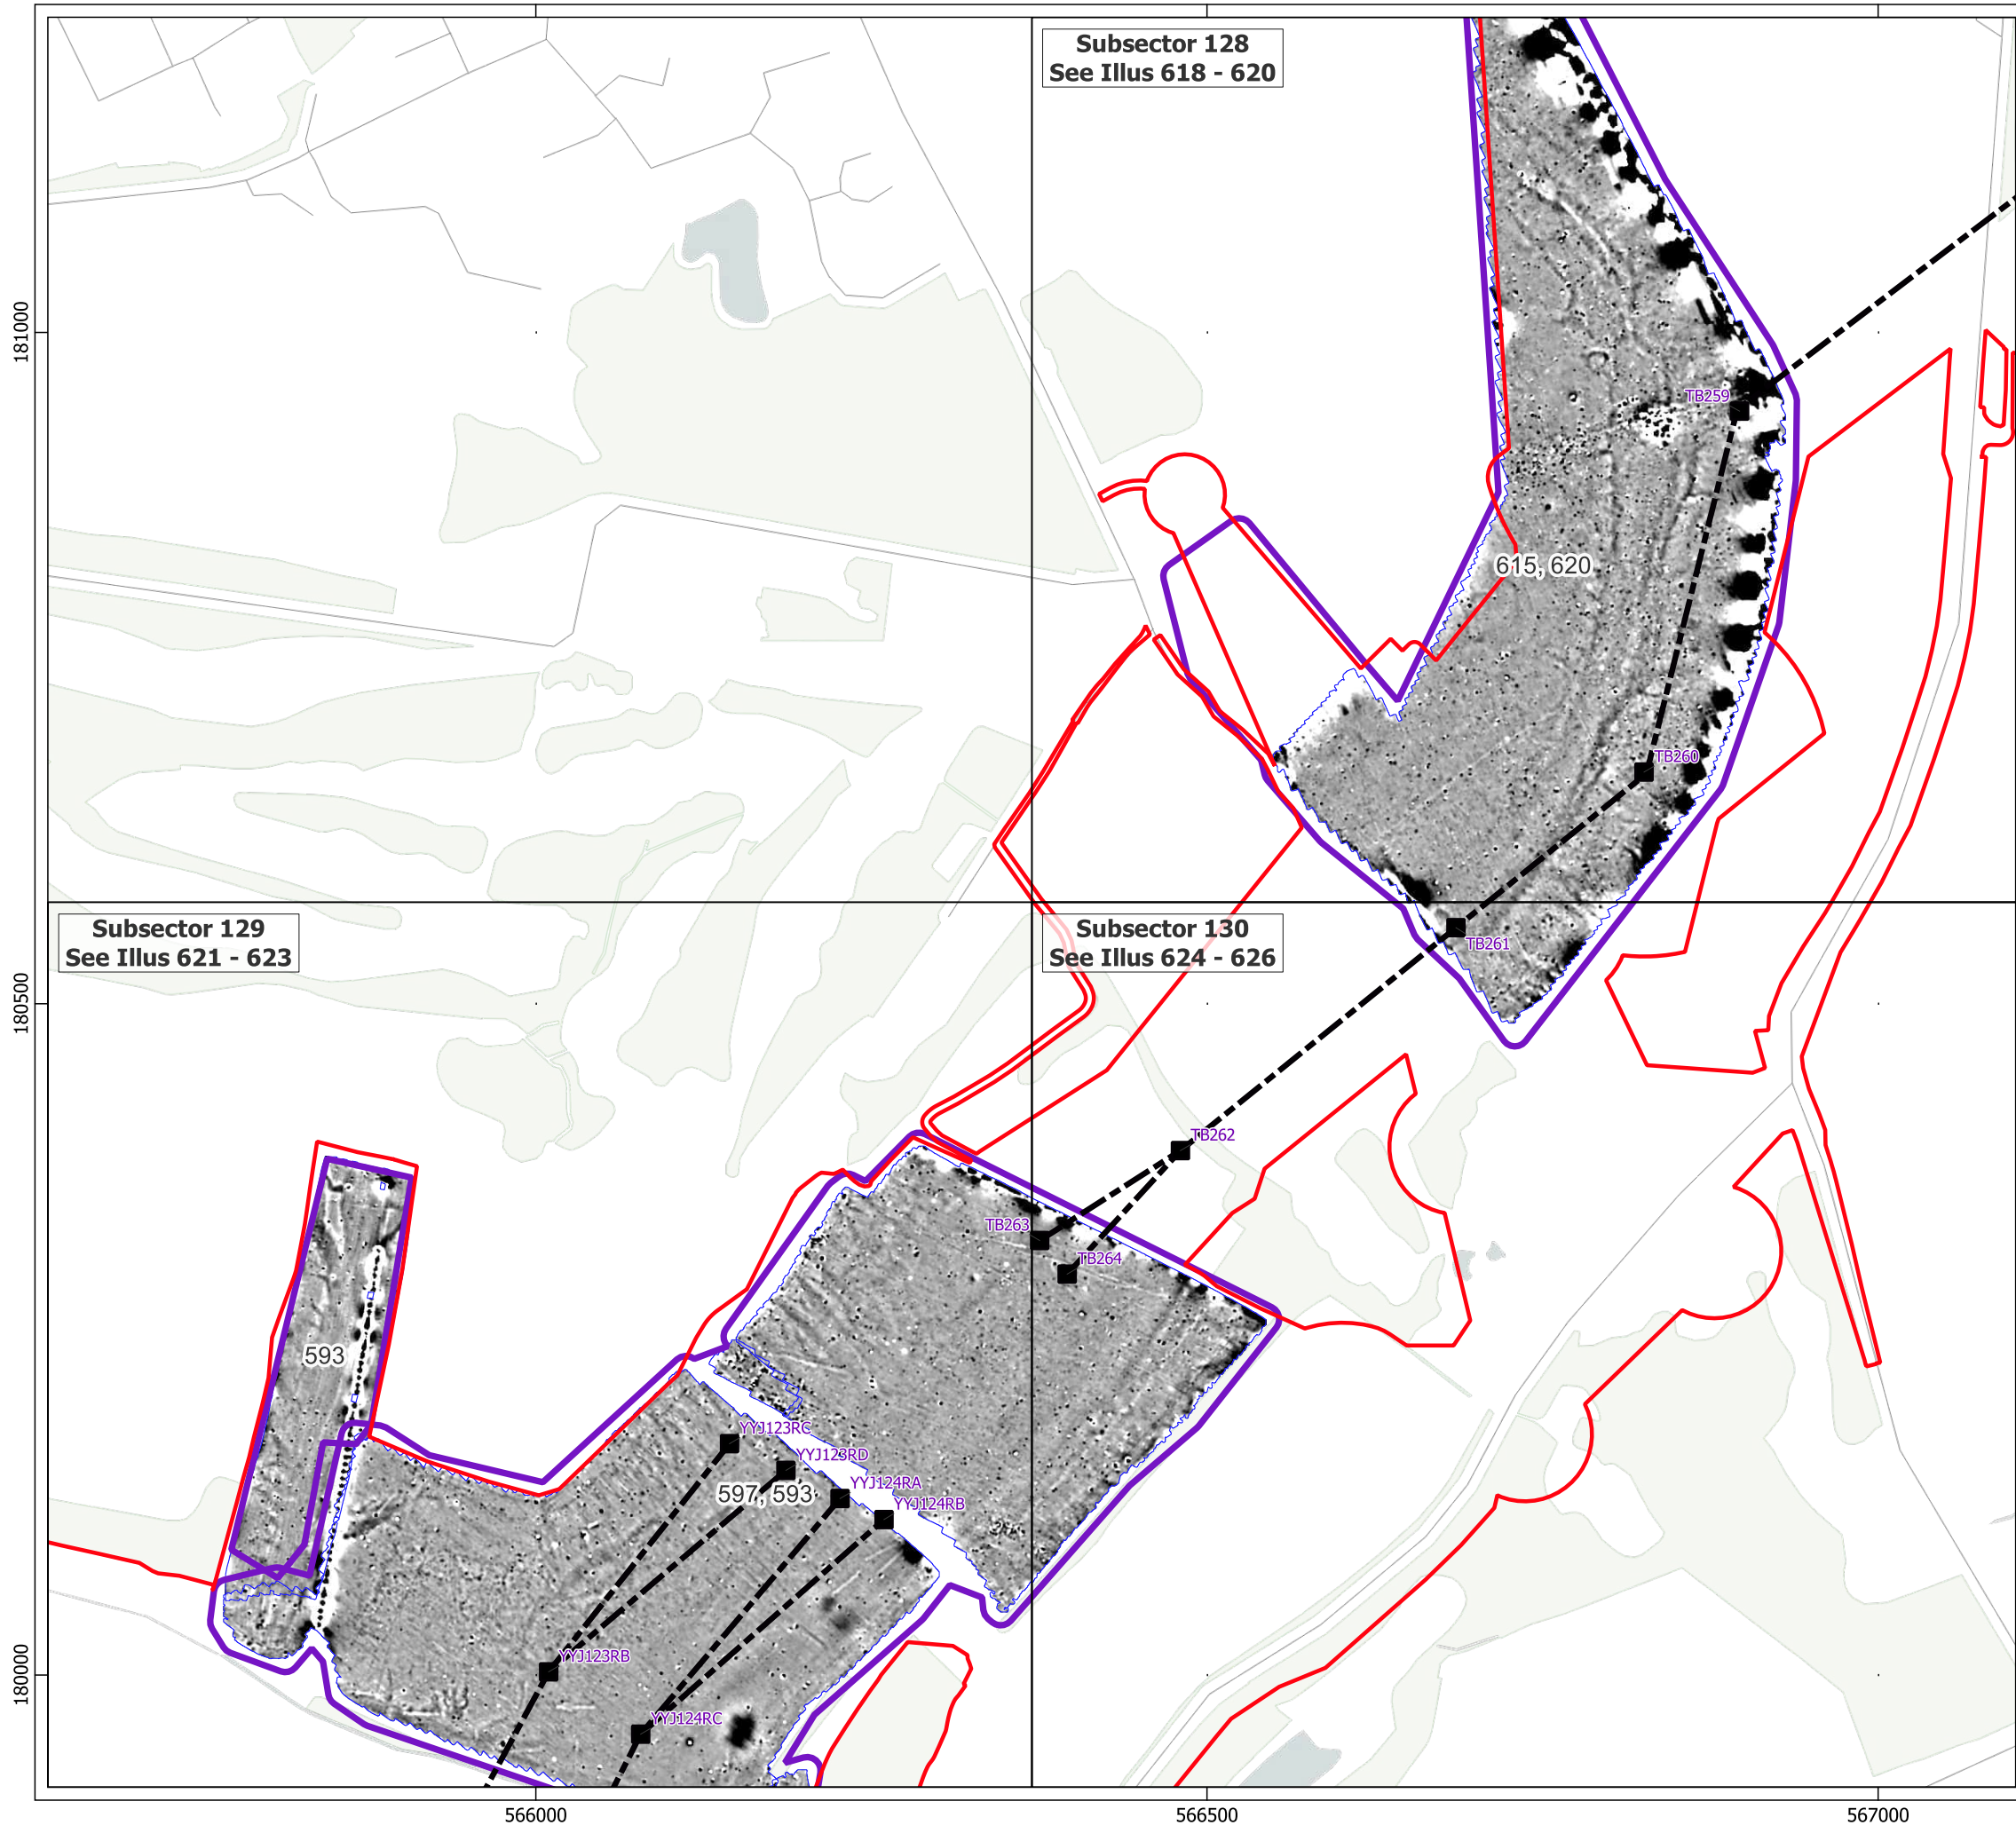 Subsector 128
See Illus 618 - 620
181000
TB259
615, 620
TB260
Subsector 129
See Illus 621 - 623
Subsector 130
See Illus 624 - 626
TB261
180500
TB262
TB263
TB264
593
YYJ123RC
YYJ123RD
597, 593
YYJ124RA
YYJ124RB
YYJ123RB
180000
YYJ124RC
566000
566500
567000